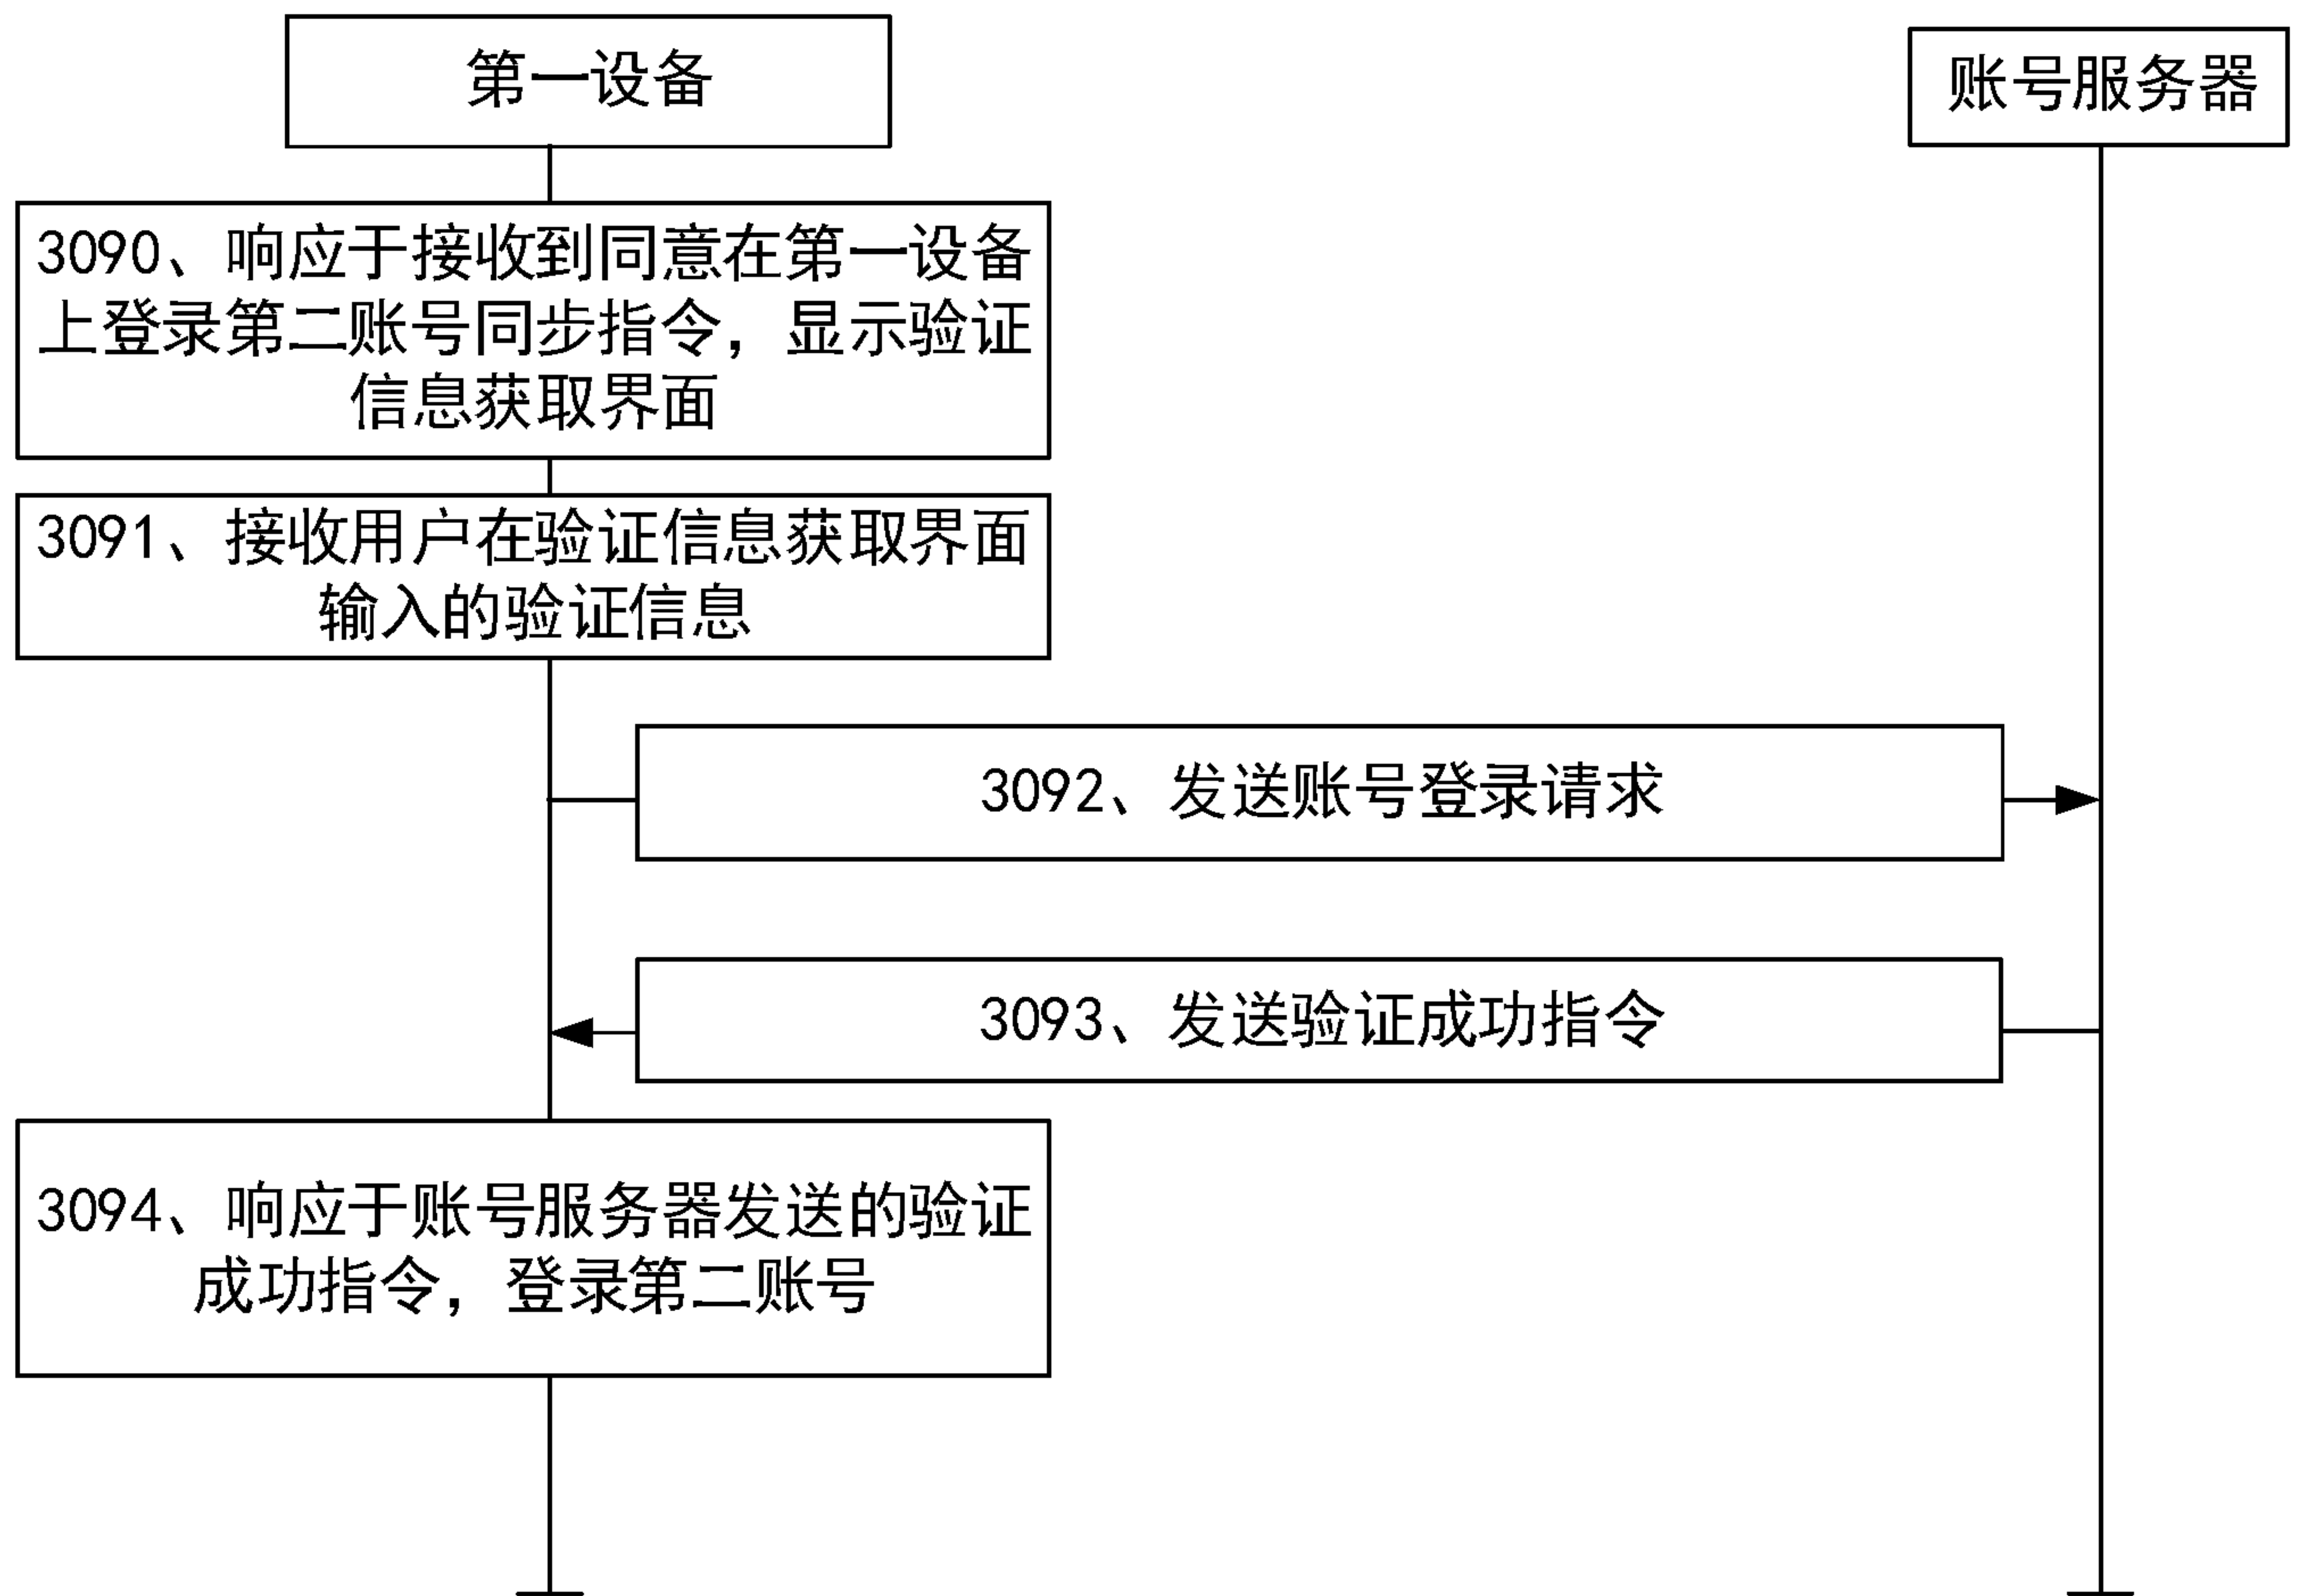 第一设备
账号服务器
3090、响应于接收到同意在第一设备
上登录第二账号同步指令，显示验证
信息获取界面
3091、接收用户在验证信息获取界面
输入的验证信息
3092、发送账号登录请求
3093、发送验证成功指令
3094、响应于账号服务器发送的验证
成功指令，登录第二账号